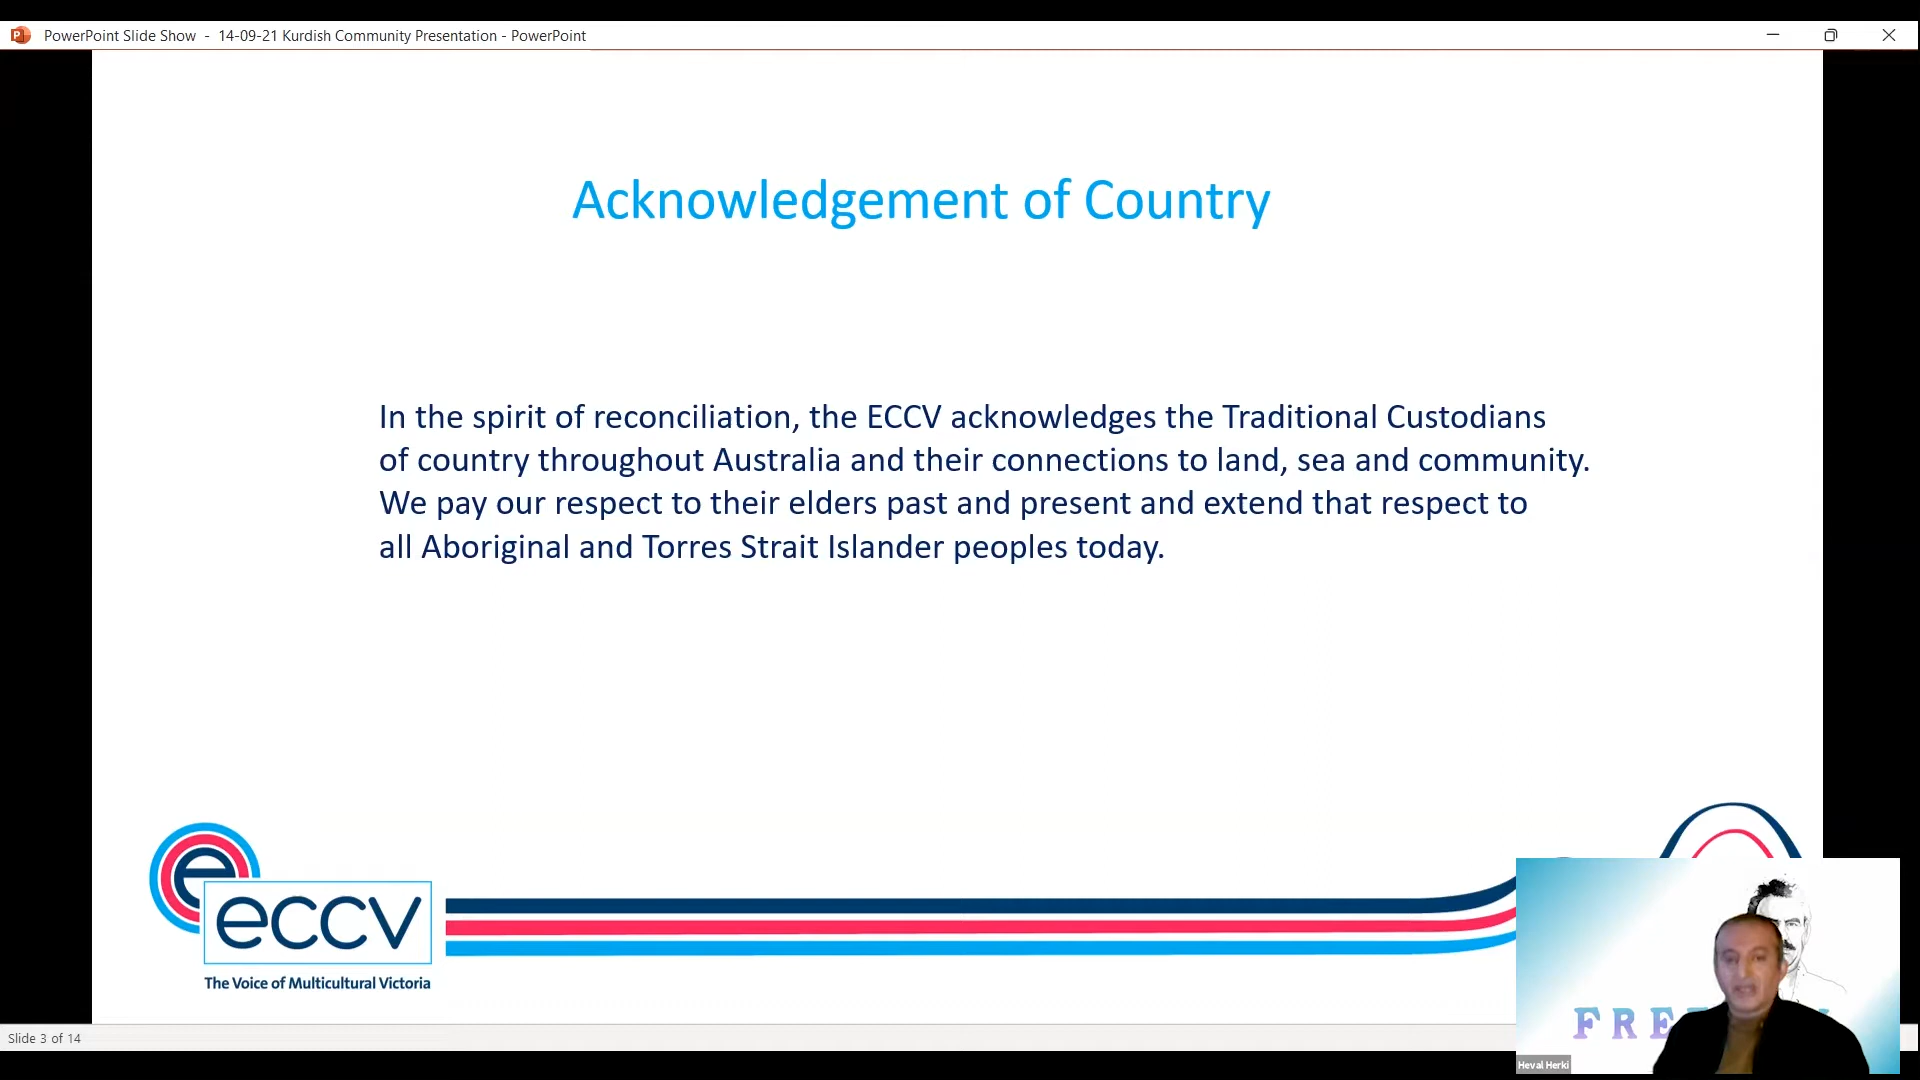 PowerPoint Slide Show - 14-09-21 Kurdish Community Presentation - PowerPoint
Acknowledgement of Country
In the spirit of reconciliation, the ECCV acknowledges the Traditional Custodians
of country throughout Australia and their connections to land, sea and community.
We pay our respect to their elders past and present and extend that respect to
all Aboriginal and Torres Strait Islander peoples today.
eccv
The Voice of Multicultural Victoria
Slide 3 of 14
Heval Herki